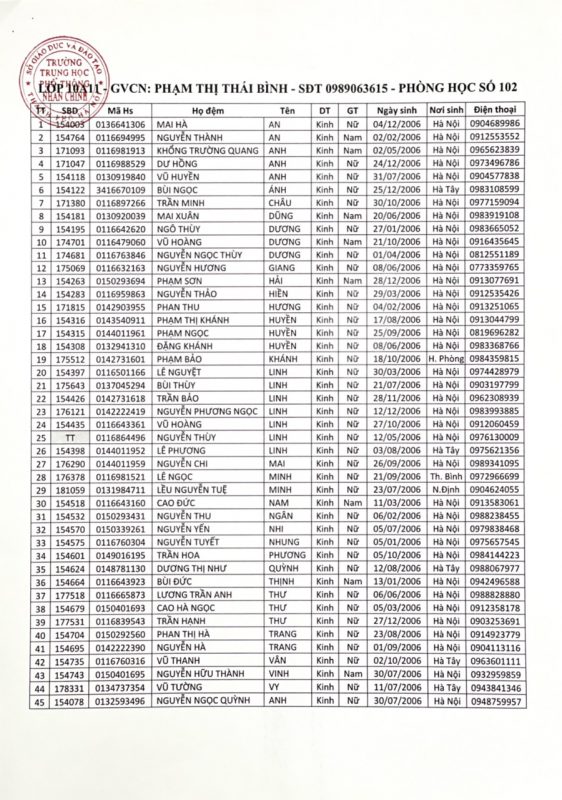 SỞ GIÁO DỤC VÀ ĐÀO TẠO
TRƯỜNG
TRUNG HỌC
PHỔ THÔNG
NHÂN CHÍNH
LỚP 10A11 - GVCN: PHẠM THỊ THÁI BÌNH - SĐT 0989063615 - PHÒNG HỌC SỐ 102
TT SBD Mã Hs Họ đệm Tên DT GT Ngày sinh Nơi sinh Điện thoại
1 154003 0136641306 MAI HÀ AN Kinh Nữ 04/12/2006 Hà Nội 0904689986
2 154764 0116694995 NGUYỄN THÀNH AN Kinh Nam 02/02/2006 Hà Nội 0912553552
3 171093 0116981913 KHỔNG TRƯỜNG QUANG ANH Kinh Nam 02/05/2006 Hà Nội 0965623839
4 171047 0116988529 DƯ HỒNG ANH Kinh Nữ 24/12/2006 Hà Nội 0973496786
5 154118 0130919840 VŨ HUYỀN ANH Kinh Nữ 31/07/2006 Hà Nội 0904577838
6 154122 3416670109 BÙI NGỌC ÁNH Kinh Nữ 25/12/2006 Hà Tây 0983108599
7 171380 0116897266 TRẦN MINH CHÂU Kinh Nữ 30/10/2006 Hà Nội 0977159094
8 154181 0130920039 MAI XUÂN DŨNG Kinh Nam 20/06/2006 Hà Nội 0983919108
9 154195 0116642620 NGÔ THÙY DƯƠNG Kinh Nữ 27/01/2006 Hà Nội 0983665052
10 174701 0116479060 VŨ HOÀNG DƯƠNG Kinh Nam 21/10/2006 Hà Nội 0916435645
11 174681 0116763846 NGUYỄN NGỌC THÙY DƯƠNG Kinh Nữ 01/04/2006 Hà Nội 0812551189
12 175069 0116632163 NGUYỄN HƯƠNG GIANG Kinh Nữ 08/06/2006 Hà Nội 0773359765
13 154263 0150293694 PHẠM SƠN HẢI Kinh Nam 28/12/2006 Hà Nội 0913077691
14 154283 0116959863 NGUYỄN THẢO HIỀN Kinh Nữ 29/03/2006 Hà Nội 0912535426
15 171815 0142903955 PHAN THU HƯƠNG Kinh Nữ 04/02/2006 Hà Nội 0913251065
16 154316 0143540911 PHẠM THỊ KHÁNH HUYỀN Kinh Nữ 17/08/2006 Hà Nội 0913044799
17 154315 0144011961 PHẠM NGỌC HUYỀN Kinh Nữ 25/09/2006 Hà Nội 0819696282
18 154308 0132941310 ĐẶNG KHÁNH HUYỀN Kinh Nữ 08/06/2006 Hà Nội 0983368766
19 175512 0142731601 PHẠM BẢO KHÁNH Kinh Nữ 18/10/2006 H. Phòng 0984359815
20 154397 0116501166 LÊ NGUYỆT LINH Kinh Nữ 30/03/2006 Hà Nội 0974428979
21 175643 0137045294 BÙI THÙY LINH Kinh Nữ 21/07/2006 Hà Nội 0903197799
22 154426 0142731618 TRẦN BẢO LINH Kinh Nữ 28/11/2006 Hà Nội 0962308939
23 176121 0142222419 NGUYỄN PHƯƠNG NGỌC LINH Kinh Nữ 12/12/2006 Hà Nội 0983993885
24 154435 0116643361 VŨ HOÀNG LINH Kinh Nữ 27/10/2006 Hà Nội 0912060459
25 TT 0116864496 NGUYỄN THÙY LINH Kinh Nữ 12/05/2006 Hà Nội 0976130009
26 154398 0144011952 LÊ PHƯƠNG LINH Kinh Nữ 03/08/2006 Hà Tây 0975621356
27 176290 0144011959 NGUYỄN CHI MAI Kinh Nữ 26/09/2006 Hà Nội 0989341095
28 176378 0116981521 LÊ NGỌC MINH Kinh Nữ 21/09/2006 Th. Bình 0972966699
29 181059 0131984711 LỀU NGUYỄN TUỆ MINH Kinh Nữ 23/07/2006 N.Định 0904624055
30 154518 0116643160 CAO ĐỨC NAM Kinh Nam 11/03/2006 Hà Nội 0913583061
31 154532 0150293431 NGUYỄN THU NGÂN Kinh Nữ 06/02/2006 Hà Nội 0988238455
32 154570 0150339261 NGUYỄN YẾN NHI Kinh Nữ 05/07/2006 Hà Nội 0979838468
33 154575 0116760304 NGUYỄN TUYẾT NHUNG Kinh Nữ 05/01/2006 Hà Nội 0975657545
34 154601 0149016195 TRẦN HOA PHƯƠNG Kinh Nữ 05/10/2006 Hà Nội 0984144223
35 154624 0148781130 DƯƠNG THỊ NHƯ QUỲNH Kinh Nữ 12/08/2006 Hà Tây 0988067977
36 154664 0116643923 BÙI ĐỨC THỊNH Kinh Nam 13/01/2006 Hà Nội 0942496588
37 177518 0116665873 LƯƠNG TRẦN ANH THƯ Kinh Nữ 06/06/2006 Hà Nội 0988828880
38 154679 0150401693 CAO HÀ NGỌC THƯ Kinh Nữ 05/03/2006 Hà Nội 0912358178
39 177531 0116839543 TRẦN HẠNH THƯ Kinh Nữ 27/12/2006 Hà Nội 0903253691
40 154704 0150292560 PHAN THỊ HÀ TRANG Kinh Nữ 23/08/2006 Hà Nội 0914923779
41 154695 0142222390 NGUYỄN HÀ TRANG Kinh Nữ 01/09/2006 Hà Nội 0904113116
42 154735 0116760316 VŨ THANH VÂN Kinh Nữ 02/10/2006 Hà Tây 0963601111
43 154743 0150401695 NGUYỄN HỮU THÀNH VINH Kinh Nam 30/07/2006 Hà Nội 0932959859
44 178331 0134737354 VŨ TƯỜNG VY Kinh Nữ 11/07/2006 Hà Tây 0943841346
45 154078 0132593496 NGUYỄN NGỌC QUỲNH ANH Kinh Nữ 30/07/2006 Hà Nội 0948759957